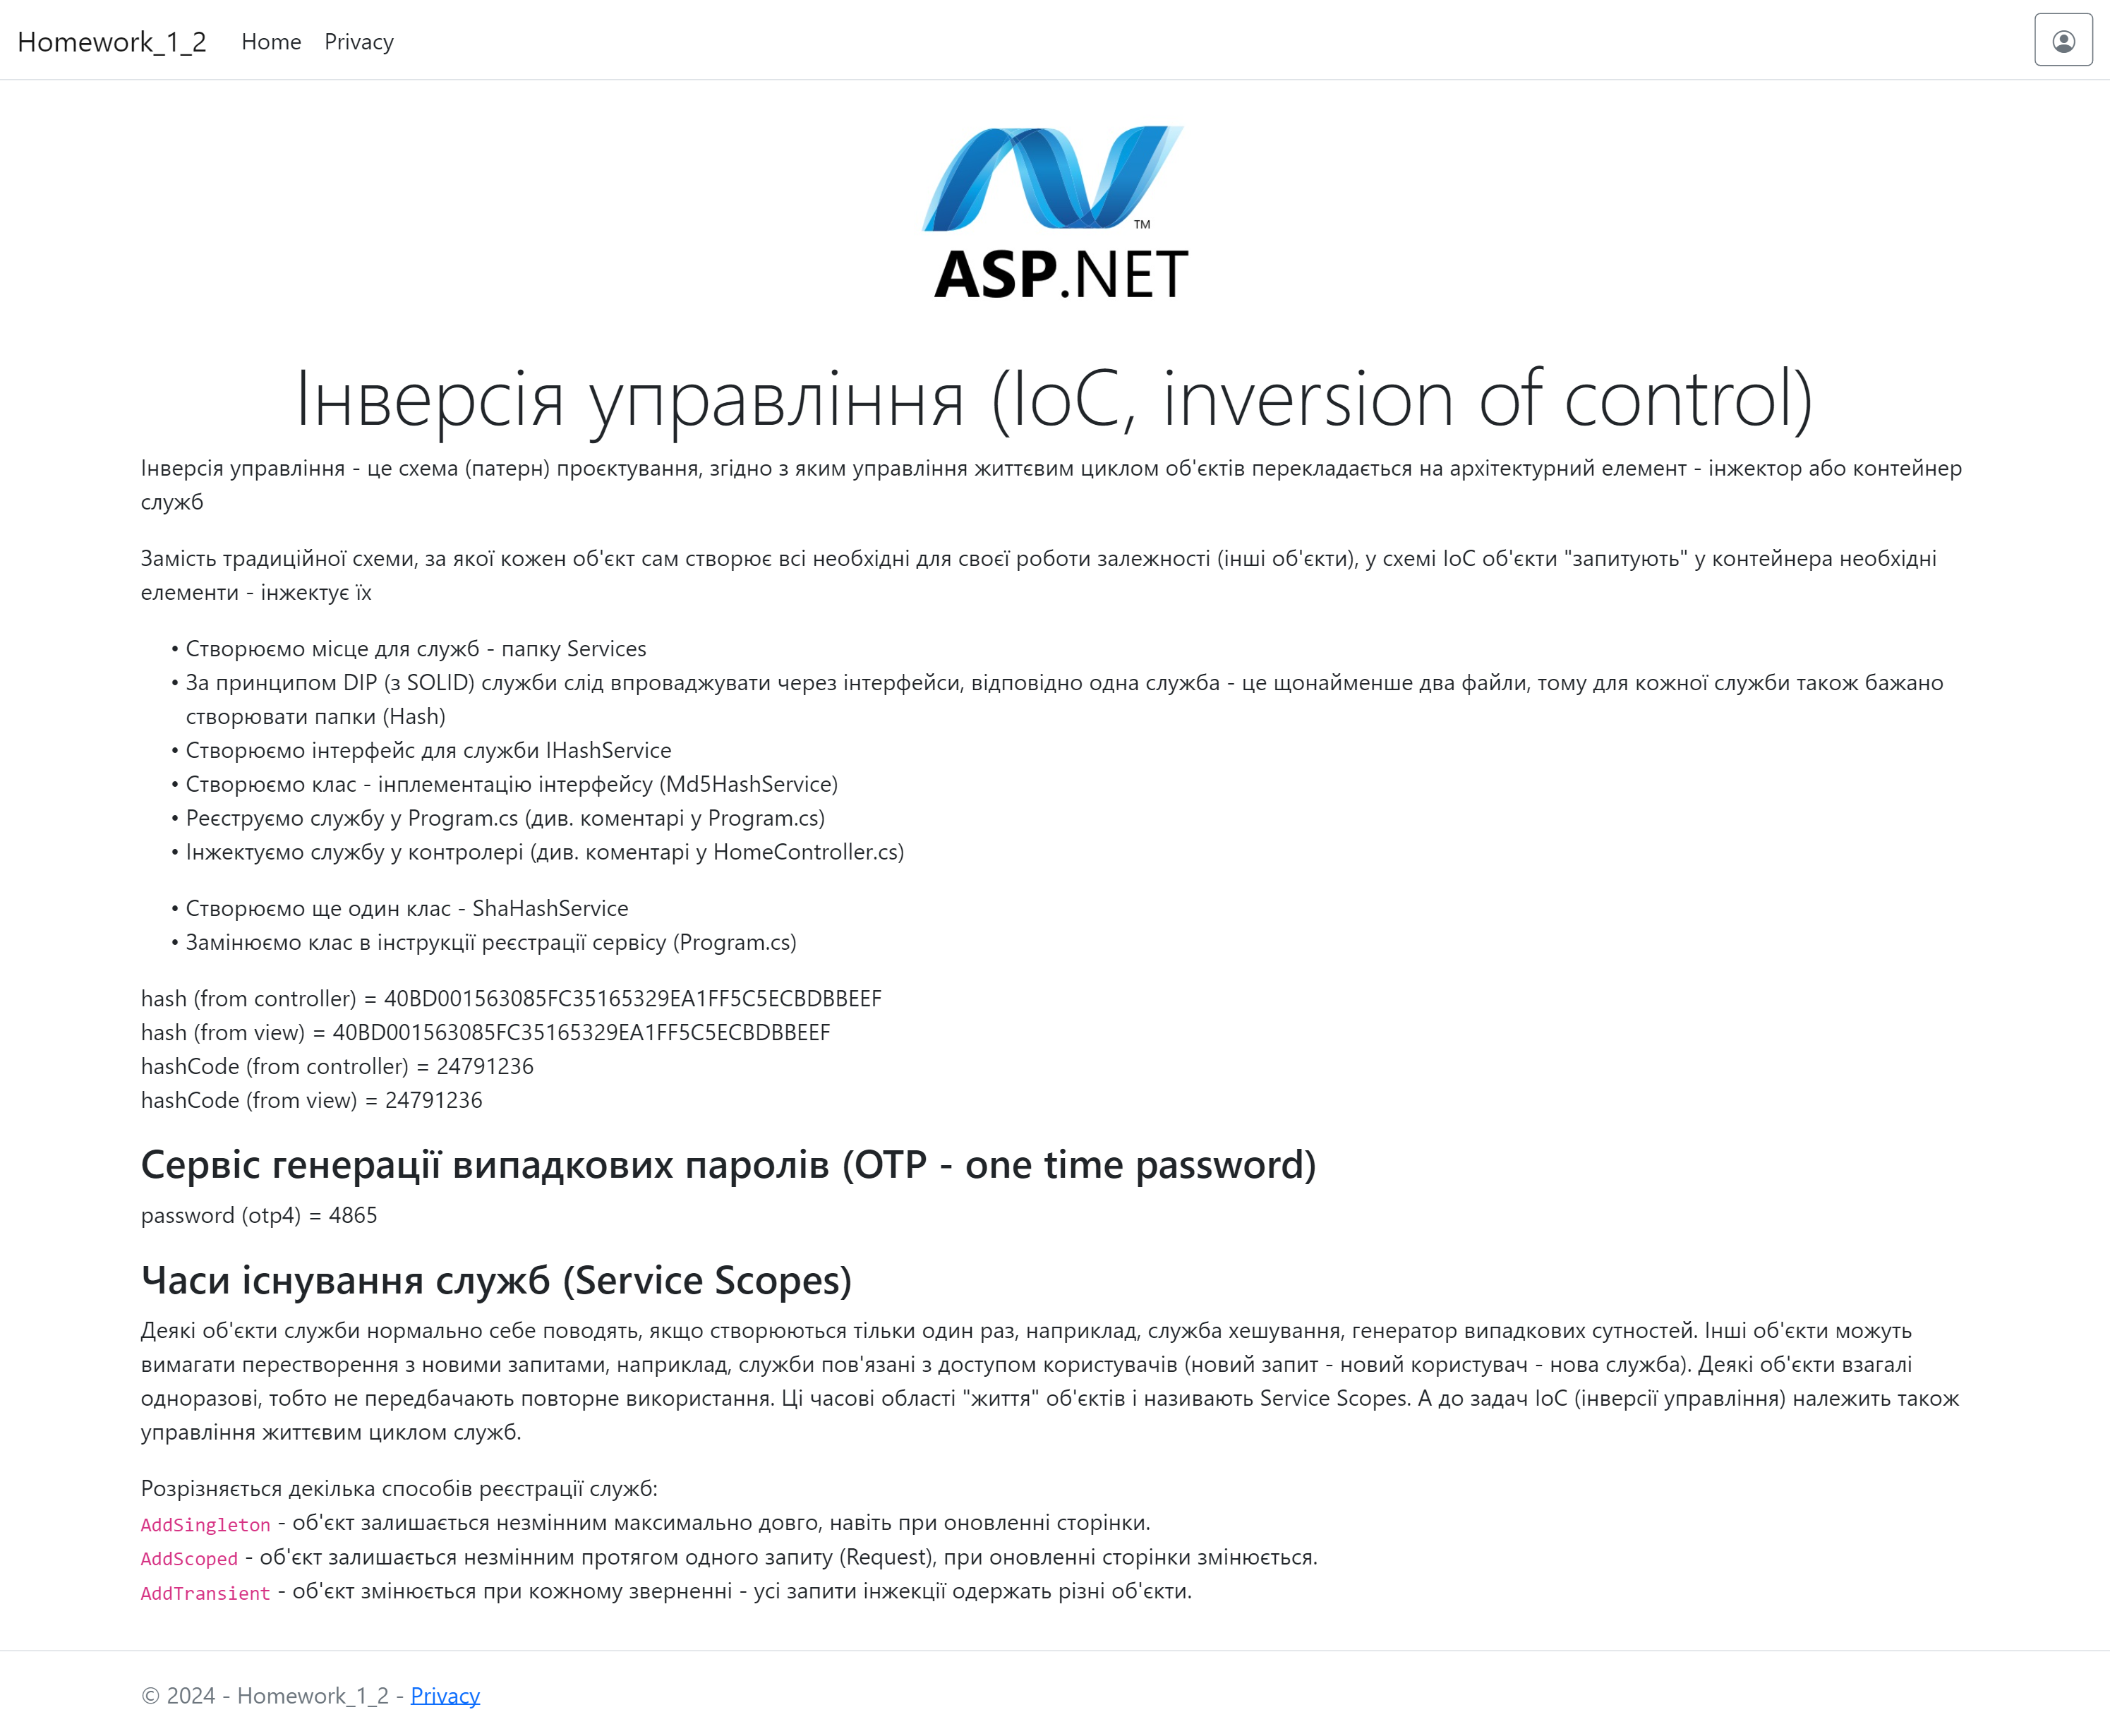 Homework_1_2 Home Privacy
TM
ASP.NET
Інверсія управління (IoC, inversion of control)
Інверсія управління - це схема (патерн) проєктування, згідно з яким управління життєвим циклом об'єктів перекладається на архітектурний елемент - інжектор або контейнер
служб
Замість традиційної схеми, за якої кожен об'єкт сам створює всі необхідні для своєї роботи залежності (інші об'єкти), у схемі IoC об'єкти "запитують" у контейнера необхідні
елементи - інжектує їх
• Створюємо місце для служб - папку Services
• За принципом DIP (з SOLID) служби слід впроваджувати через інтерфейси, відповідно одна служба - це щонайменше два файли, тому для кожної служби також бажано
створювати папки (Hash)
• Створюємо інтерфейс для служби IHashService
• Створюємо клас - інплементацію інтерфейсу (Md5HashService)
• Реєструємо службу у Program.cs (див. коментарі у Program.cs)
• Інжектуємо службу у контролері (див. коментарі у HomeController.cs)
• Створюємо ще один клас - ShaHashService
• Замінюємо клас в інструкції реєстрації сервісу (Program.cs)
hash (from controller) = 40BD001563085FC35165329EA1FF5C5ECBDBBEEF
hash (from view) = 40BD001563085FC35165329EA1FF5C5ECBDBBEEF
hashCode (from controller) = 24791236
hashCode (from view) = 24791236
Сервіс генерації випадкових паролів (OTP - one time password)
password (otp4) = 4865
Часи існування служб (Service Scopes)
Деякі об'єкти служби нормально себе поводять, якщо створюються тільки один раз, наприклад, служба хешування, генератор випадкових сутностей. Інші об'єкти можуть
вимагати перестворення з новими запитами, наприклад, служби пов'язані з доступом користувачів (новий запит - новий користувач - нова служба). Деякі об'єкти взагалі
одноразові, тобто не передбачають повторне використання. Ці часові області "життя" об'єктів і називають Service Scopes. А до задач IoC (інверсії управління) належить також
управління життєвим циклом служб.
Розрізняється декілька способів реєстрації служб:
AddSingleton - об'єкт залишається незмінним максимально довго, навіть при оновленні сторінки.
AddScoped - об'єкт залишається незмінним протягом одного запиту (Request), при оновленні сторінки змінюється.
AddTransient - об'єкт змінюється при кожному зверненні - усі запити інжекції одержать різні об'єкти.
© 2024 - Homework_1_2 - Privacy